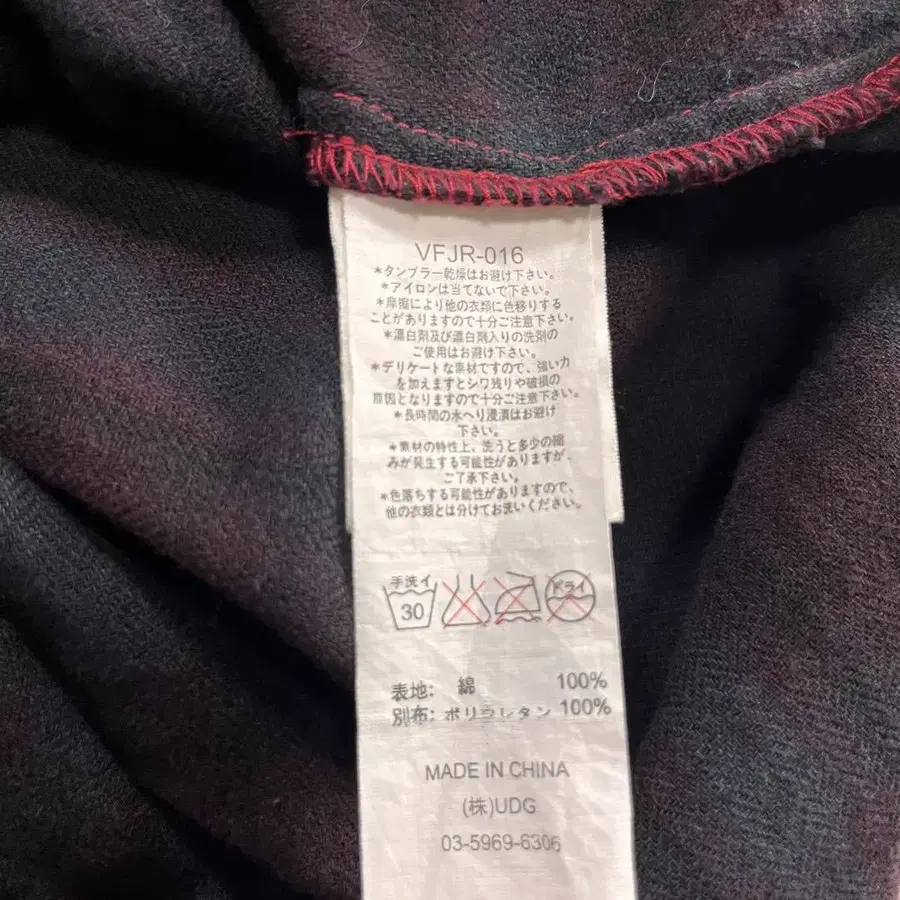 VFJR-016
*タンブラー乾燥はお避け下さい。
*アイロンは当てないで下さい。
*摩擦により他の衣類に色移りする
ことがありますので十分ご注意下さい。
*漂白剤及び漂白剤入りの洗剤の
ご使用はお避け下さい。
*デリケートな素材ですので、強い力
を加えますとシワ残りや破損の
原因となりますので十分ご注意下さい。
*長時間の水へり浸漬はお避け
下さい。
*素材の特性上、洗うと多少の縮
みが発生する可能性がありますが、
ご了承下さい。
*色落ちする可能性がありますので、
他の衣類とは分けてお洗いください。
手洗イ
30
ドライ
表地: 綿 100%
別布: ポリウレタン 100%
MADE IN CHINA
(株)UDG
03-5969-6306